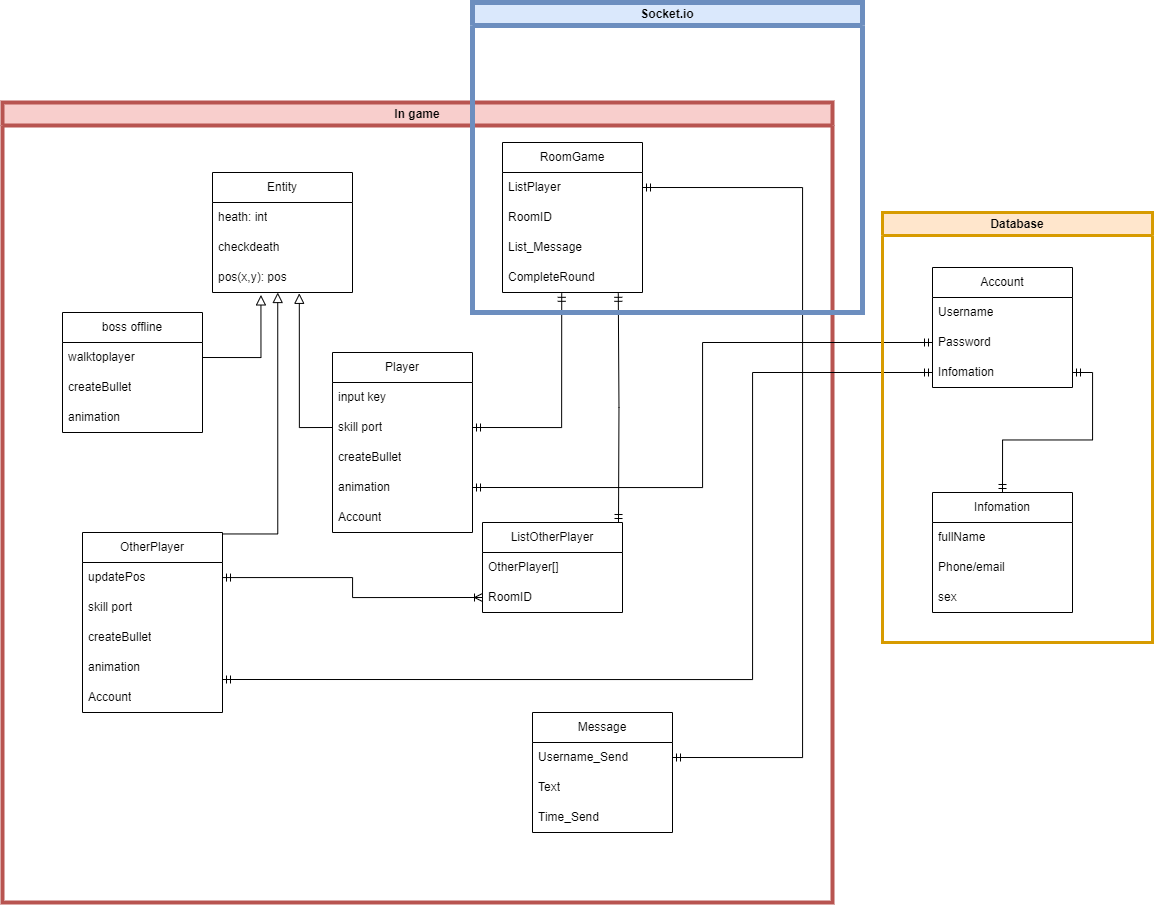 Socket.io
In game
RoomGame
ListPlayer
RoomID
List_Message
CompleteRound
Entity
heath: int
checkdeath
pos(x,y): pos
Database
Account
Username
Password
Infomation
boss offline
walktoplayer
createBullet
animation
Player
input key
skill port
createBullet
animation
Account
Infomation
fullName
Phone/email
sex
OtherPlayer
updatePos
skill port
createBullet
animation
Account
ListOtherPlayer
OtherPlayer[]
RoomID
Message
Username_Send
Text
Time_Send